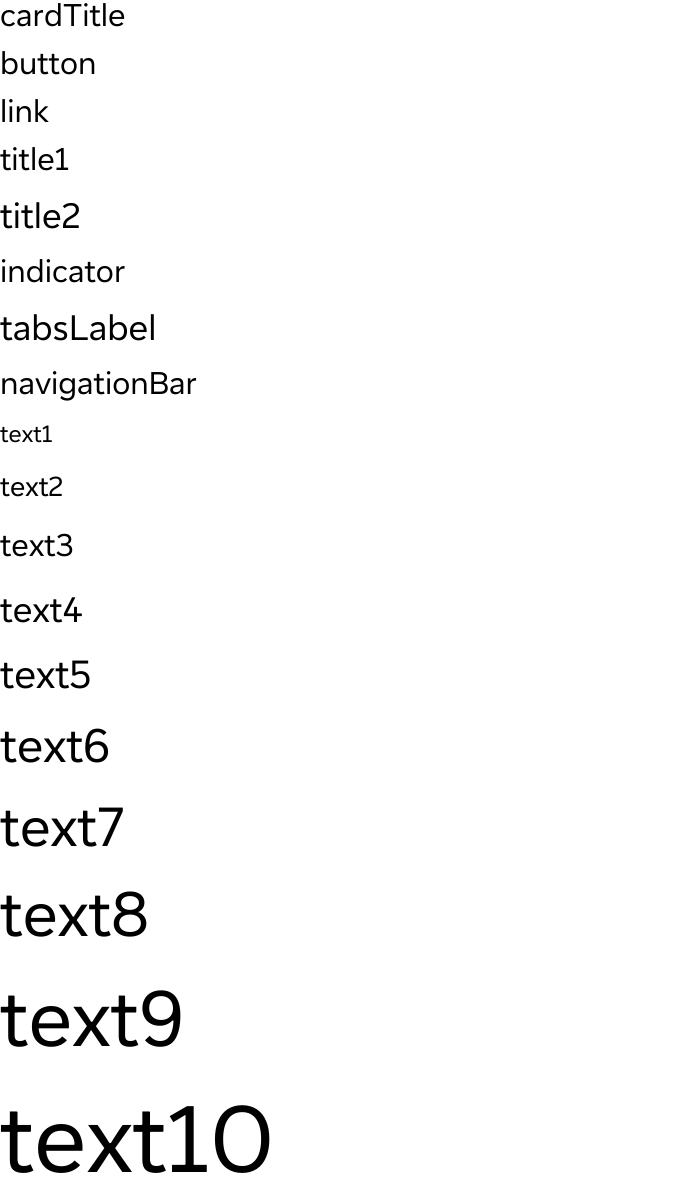 cardTitle
button
link
title1
title2
indicator
tabsLabel
navigationBar
text1
text2
text3
text4
text5
text6
text7
text8
text9
text10